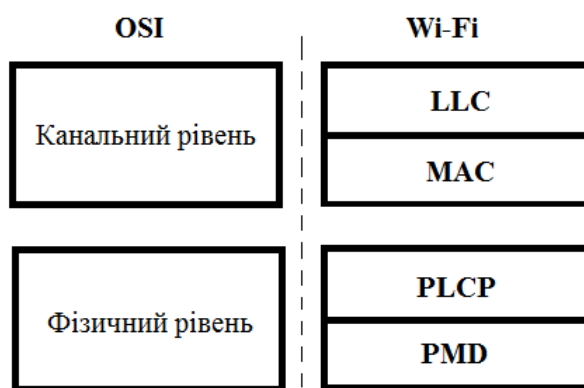 OSI
Wi-Fi
Канальний рівень
LLC
MAC
Фізичний рівень
PLCP
PMD